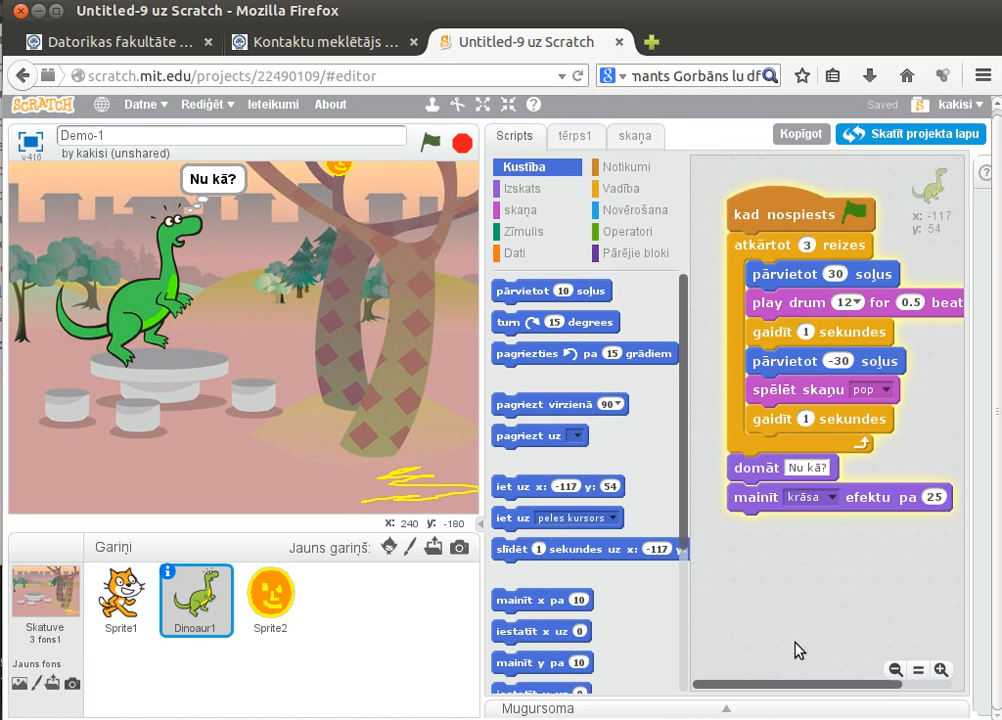 Untitled-9 uz Scratch - Mozilla Firefox
Datorikas fakultāte ...
Kontaktu meklētājs ...
Untitled-9 uz Scratch
scratch.mit.edu/projects/22490109/#editor
mants Gorbāns lu df
SCRATCH
Datne
Rediģēt
Ieteikumi
About
Saved
kakisi
v416
Demo-1
by kakisi (unshared)
Scripts
tērps1
skaņa
Kopīgot
Skatīt projekta lapu
Nu kā?
Kustība
Notikumi
Izskats
Vadība
skaņa
Novērošana
Zīmulis
Operatori
Dati
Pārējie bloki
pārvietot 10 soļus
turn 15 degrees
pagriezties pa 15 grādiem
pagriezt virzienā 90
pagriezt uz
iet uz x: -117 y: 54
iet uz peles kursors
slīdēt 1 sekundes uz x: -117 y:
mainīt x pa 10
iestatīt x uz 0
mainīt y pa 10
x: -117
y: 54
kad nospiests
atkārtot 3 reizes
pārvietot 30 soļus
play drum 12 for 0.5 beat
gaidīt 1 sekundes
pārvietot -30 soļus
spēlēt skaņu pop
gaidīt 1 sekundes
domāt Nu kā?
mainīt krāsa efektu pa 25
x: 240 y: -180
Gariņi
Jauns gariņš:
Skatuve
3 fons1
Jauns fons
Sprite1
Dinoaur1
Sprite2
Mugursoma